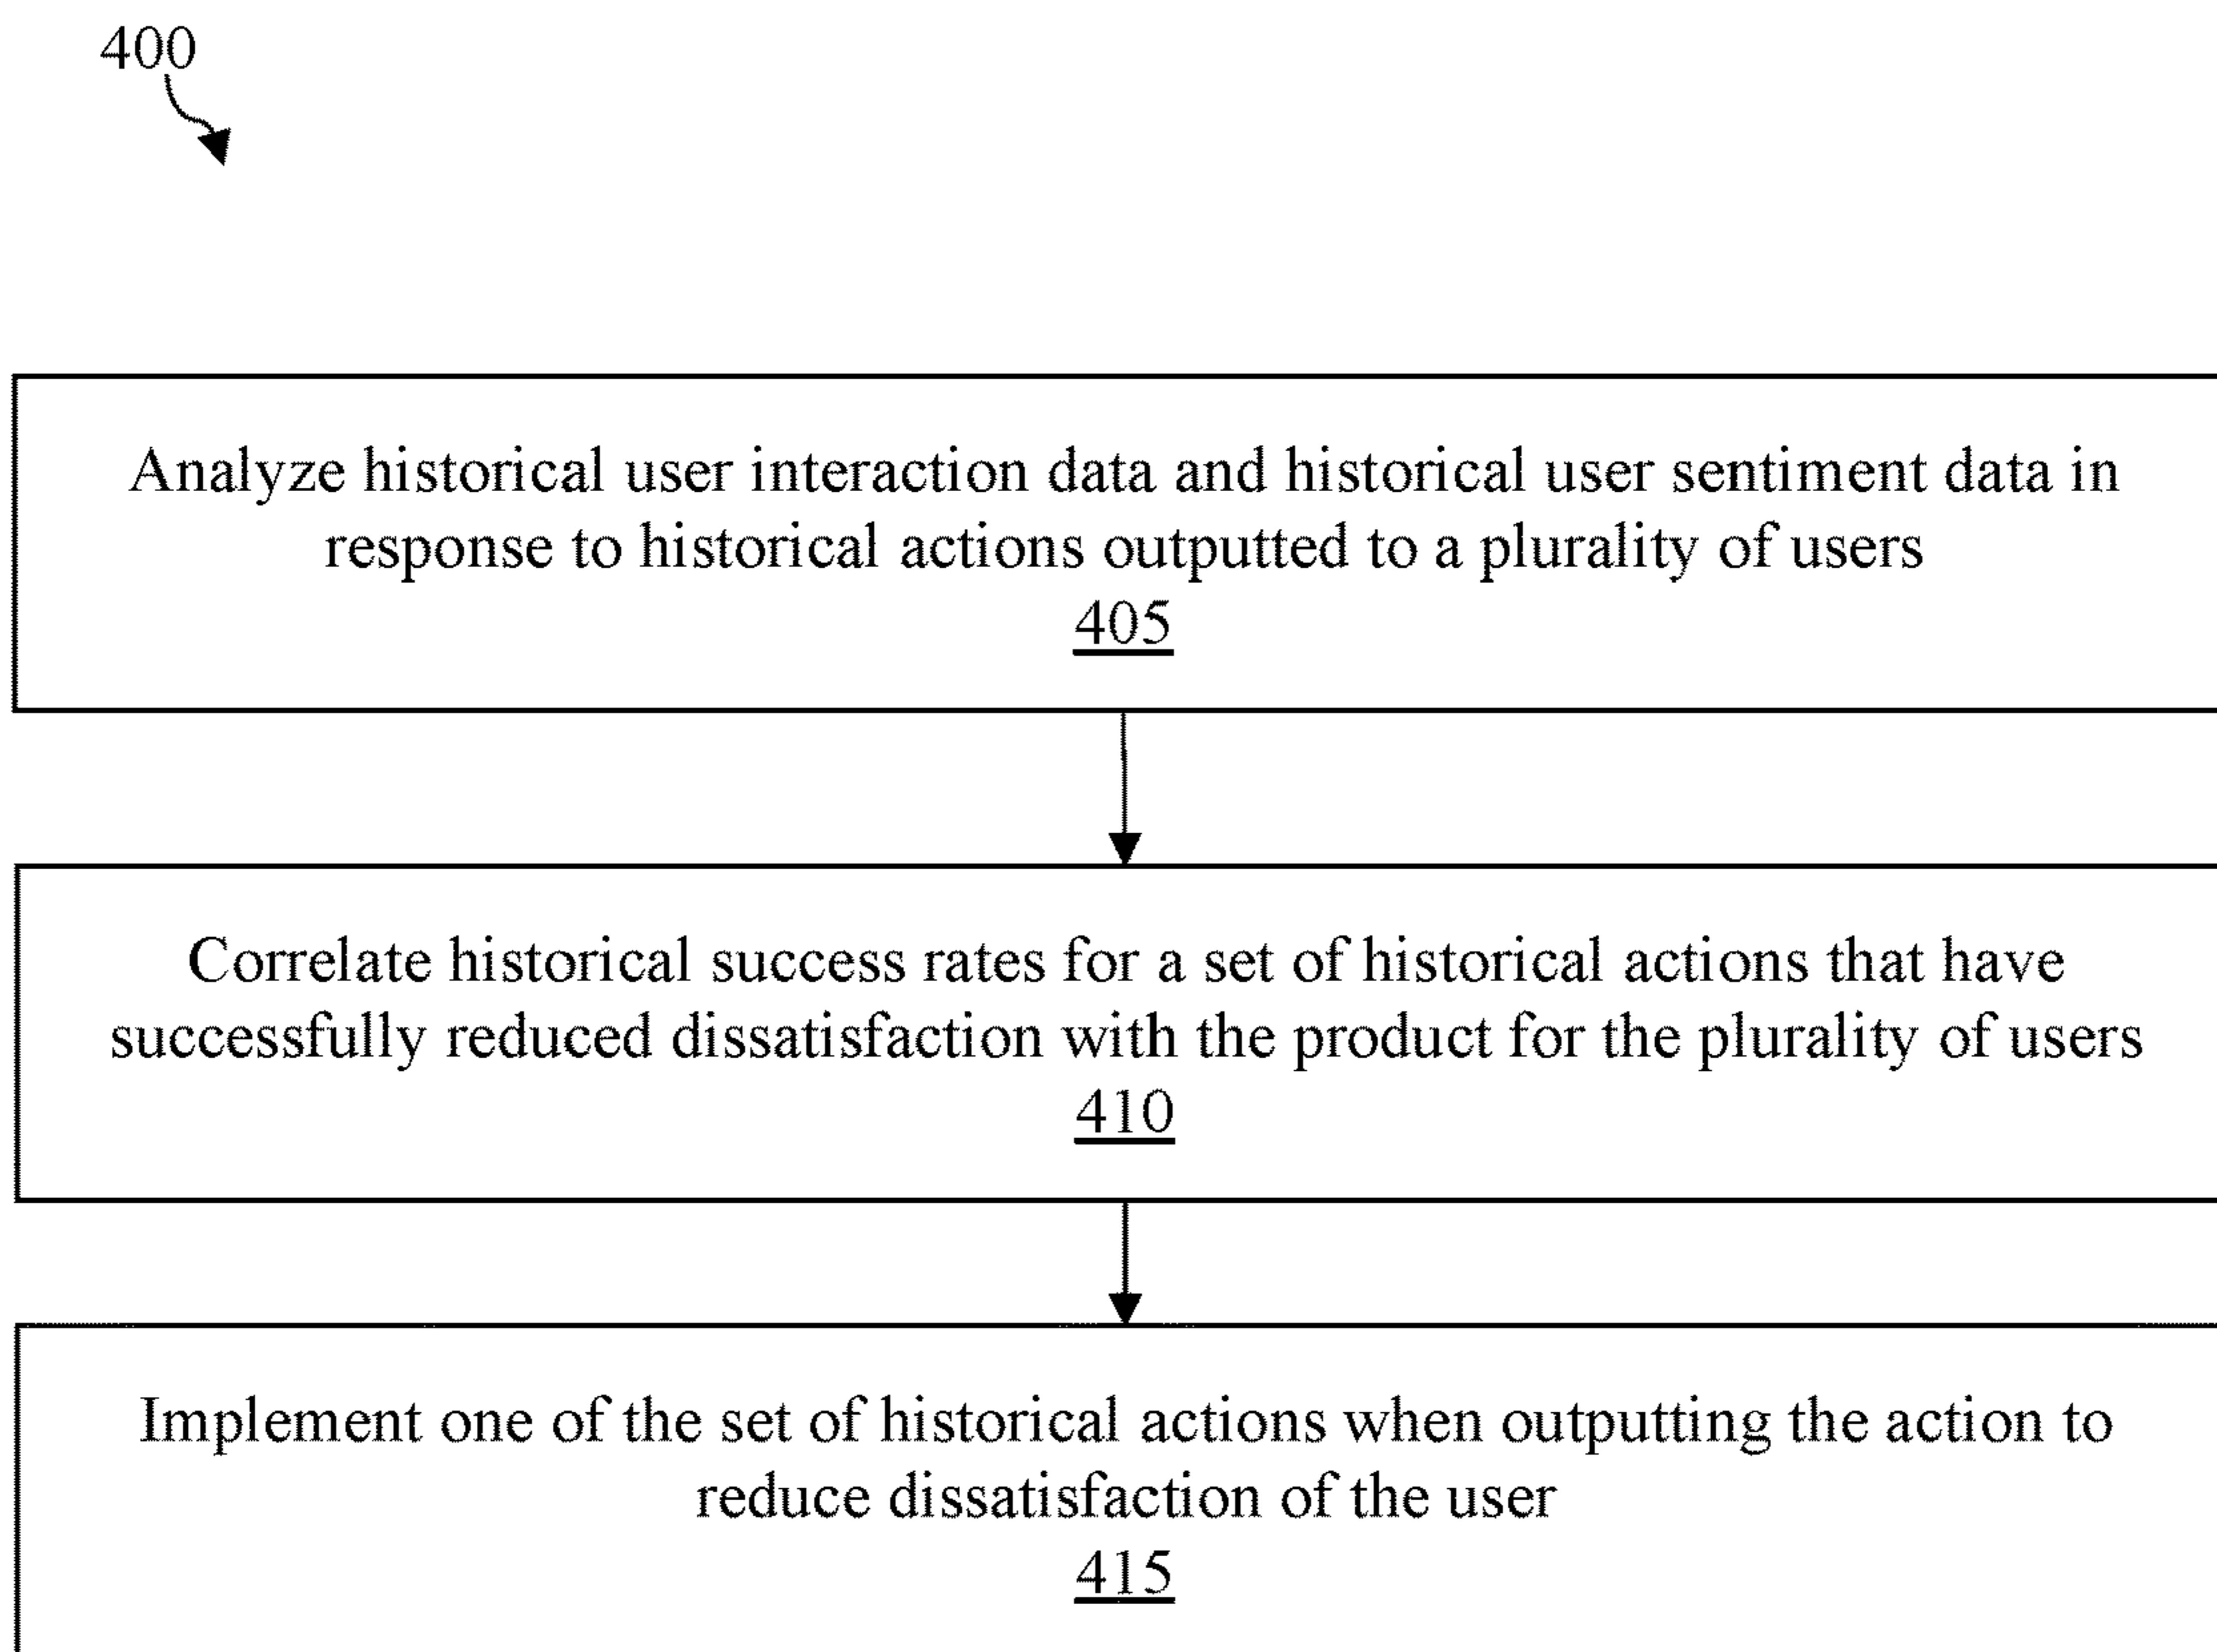 400
Analyze historical user interaction data and historical user sentiment data in
response to historical actions outputted to a plurality of users
405
Correlate historical success rates for a set of historical actions that have
successfully reduced dissatisfaction with the product for the plurality of users
410
Implement one of the set of historical actions when outputting the action to
reduce dissatisfaction of the user
415